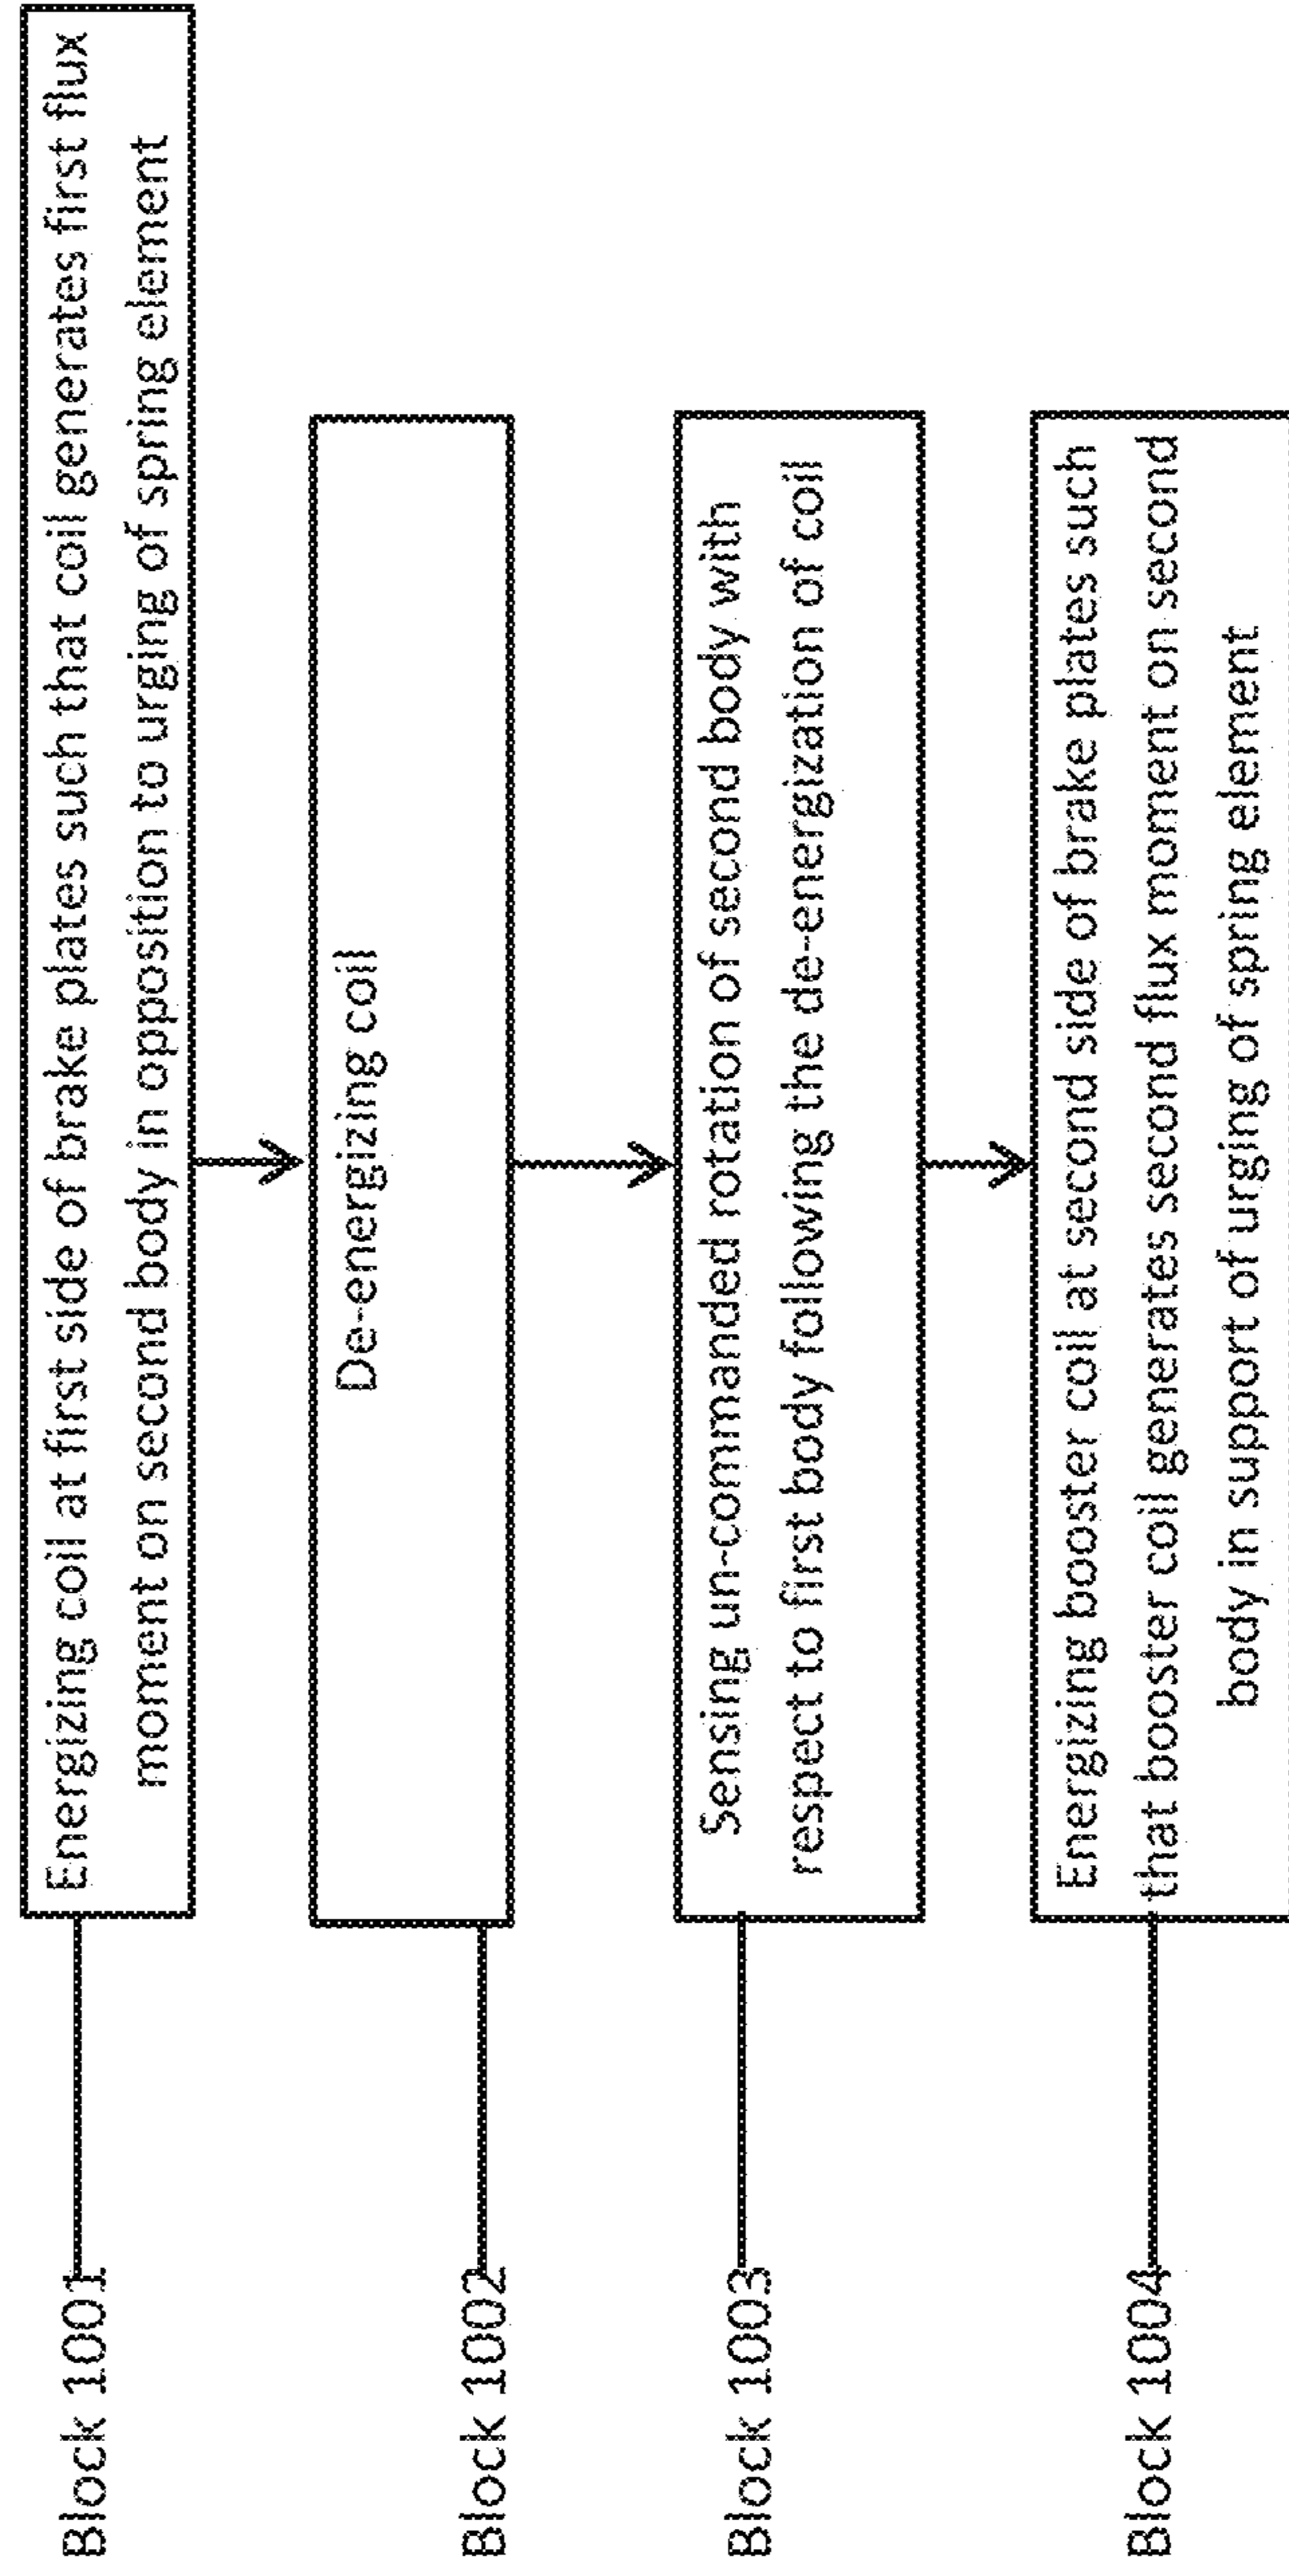 Block 1001
Energizing coil at first side of brake plates such that coil generates first flux
moment on second body in opposition to urging of spring element
Block 1002
De-energizing coil
Block 1003
Sensing un-commanded rotation of second body with
respect to first body following the de-energization of coil
Block 1004
Energizing booster coil at second side of brake plates such
that booster coil generates second flux moment on second
body in support of urging of spring element